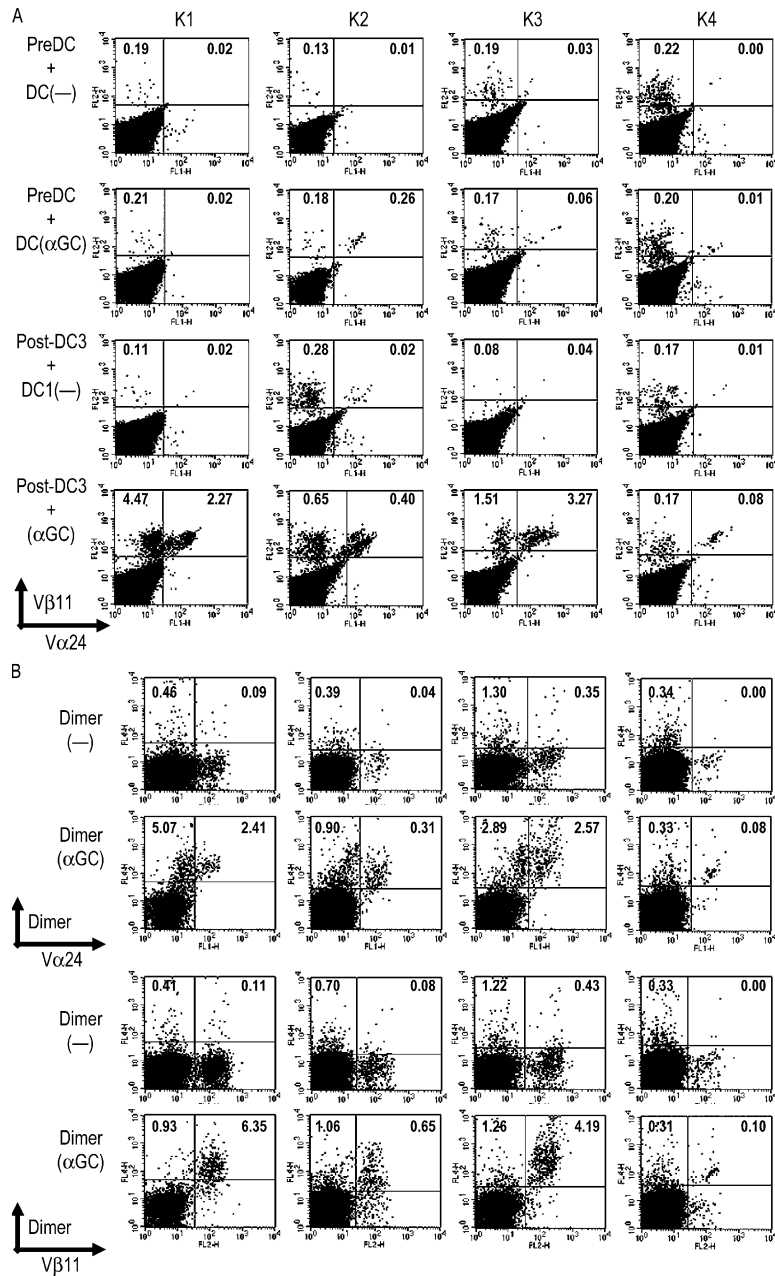 A
K1 K2 K3 K4
PreDC
+
DC(—)
0.19 0.02 0.13 0.01 0.19 0.03 0.22 0.00
PreDC
+
DC(αGC)
0.21 0.02 0.18 0.26 0.17 0.06 0.20 0.01
Post-DC3
+
DC1(—)
0.11 0.02 0.28 0.02 0.08 0.04 0.17 0.01
Post-DC3
+
(αGC)
4.47 2.27 0.65 0.40 1.51 3.27 0.17 0.08
FL2-H
FL1-H
Vβ11
Vα24
B
Dimer
(—)
0.46 0.09 0.39 0.04 1.30 0.35 0.34 0.00
FL4-H
FL2-H
Dimer
(αGC)
5.07 2.41 0.90 0.31 2.89 2.57 0.33 0.08
FL4-H
FL1-H
Dimer
Vα24
Dimer
(—)
0.41 0.11 0.70 0.08 1.22 0.43 0.33 0.00
Dimer
(αGC)
0.93 6.35 1.06 0.65 1.26 4.19 0.31 0.10
FL4-H
FL2-H
Dimer
Vβ11